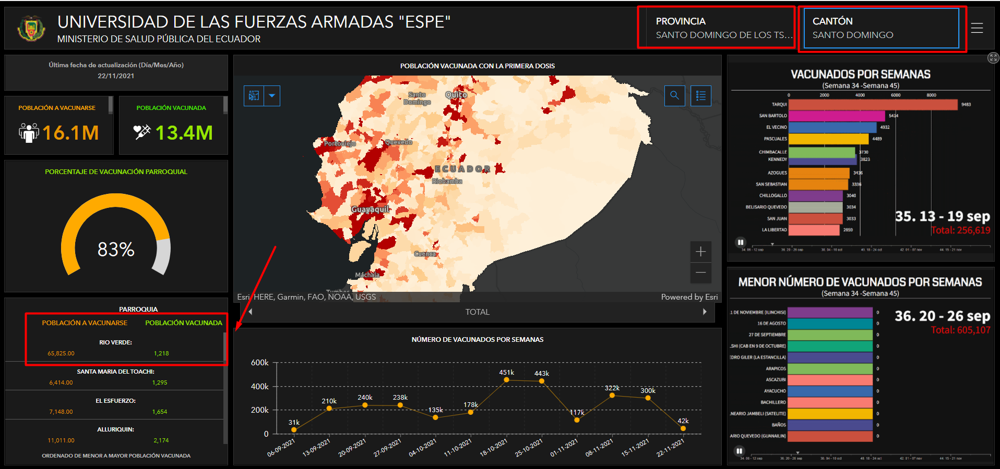 UNIVERSIDAD DE LAS FUERZAS ARMADAS "ESPE"
MINISTERIO DE SALUD PÚBLICA DEL ECUADOR
PROVINCIA
SANTO DOMINGO DE LOS TS...
CANTÓN
SANTO DOMINGO
Última fecha de actualización (Día/Mes/Año)
22/11/2021
POBLACIÓN A VACUNARSE
16.1M
POBLACIÓN VACUNADA
13.4M
PORCENTAJE DE VACUNACIÓN PARROQUIAL
83%
PARROQUIA
POBLACIÓN A VACUNARSE POBLACIÓN VACUNADA
RIO VERDE:
65,825.00 1,218
SANTA MARIA DEL TOACHI:
6,414.00 1,295
EL ESFUERZO:
7,148.00 1,654
ALLURIQUIN:
11,011.00 2,174
ORDENADO DE MENOR A MAYOR POBLACIÓN VACUNADA
POBLACIÓN VACUNADA CON LA PRIMERA DOSIS
Santo
Domingo
Quito
Portoviejo
Quevedo
ECUADOR
Riobamba
Guayaquil
Cuenca
Machala
Esri, HERE, Garmin, FAO, NOAA, USGS
Powered by Esri
TOTAL
NÚMERO DE VACUNADOS POR SEMANAS
600k
400k
200k
0
31k
210k
240k
238k
135k
178k
451k
443k
117k
322k
300k
42k
06-09-2021
13-09-2021
20-09-2021
27-09-2021
04-10-2021
11-10-2021
18-10-2021
25-10-2021
01-11-2021
08-11-2021
15-11-2021
22-11-2021
VACUNADOS POR SEMANAS
(Semana 34 -Semana 45)
0 2000 4000 6000 8000
TARQUI 9483
SAN BARTOLO 5414
EL VECINO 4932
PASCUALES 4489
CHIMBACALLE 3730
KENNEDY 3823
AZOGUES 3416
SAN SEBASTIAN 3336
CHILLOGALLO 3040
BELISARIO QUEVEDO 3034
SAN JUAN 3033
LA LIBERTAD 2859
35. 13 - 19 sep
Total: 256,619
34. 06 - 12 sep 36. 20 - 26 sep 38. 04 - 10 oct 40. 18 - 24 oct 42. 01 - 07 nov 44. 15 - 21 nov
MENOR NÚMERO DE VACUNADOS POR SEMANAS
(Semana 34 -Semana 45)
.1 DE NOVIEMBRE (ILINCHISI) 0
16 DE AGOSTO 0
27 DE SEPTIEMBRE 0
.SHI (CAB EN 9 DE OCTUBRE) 0
EDRO GILER (LA ESTANCILLA) 0
ARAPICOS 0
ASCAZUBI 0
AYACUCHO 0
BACHILLERO 0
.NEARIO JAMBELI (SATELITE) 0
BAÑOS 0
ARIO QUEVEDO (GUANAILIN) 0
36. 20 - 26 sep
Total: 605,107
34. 06 - 12 sep 36. 20 - 26 sep 38. 04 - 10 oct 40. 18 - 24 oct 42. 01 - 07 nov 44. 15 - 21 nov